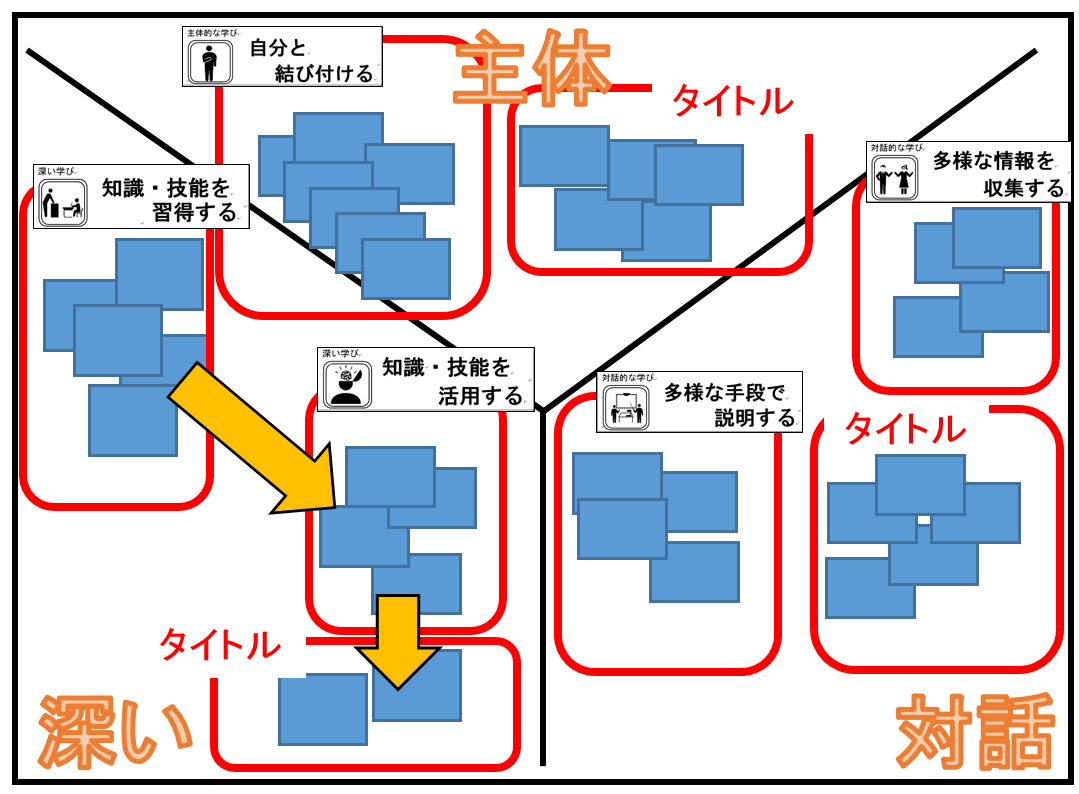 主体的な学び
自分と
結び付ける
主体
タイトル
対話的な学び
多様な情報を
収集する
深い学び
知識・技能を
習得する
深い学び
知識・技能を
活用する
対話的な学び
多様な手段で
説明する
タイトル
タイトル
深い
対話